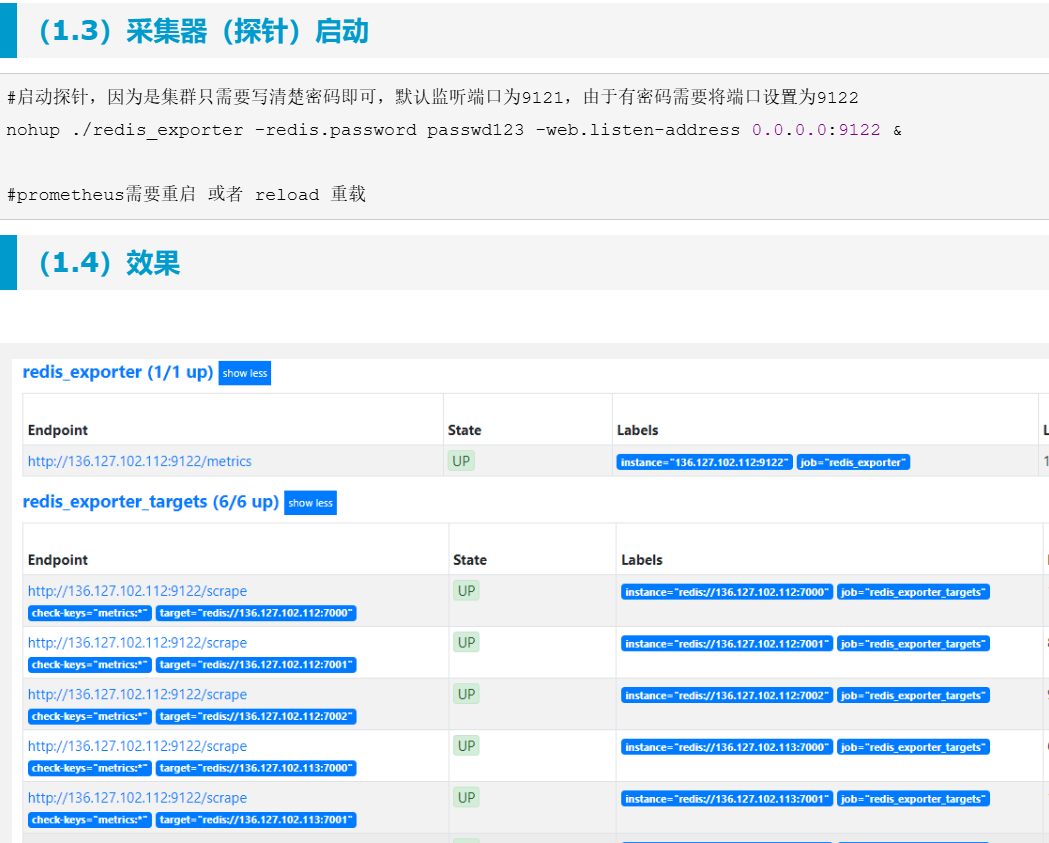 （1.3）采集器（探针）启动
#启动探针，因为是集群只需要写清楚密码即可，默认监听端口为9121，由于有密码需要将端口设置为9122
nohup ./redis_exporter -redis.password passwd123 -web.listen-address 0.0.0.0:9122 &
#prometheus需要重启 或者 reload 重载
（1.4）效果
redis_exporter (1/1 up) show less
Endpoint State Labels
http://136.127.102.112:9122/metrics UP instance="136.127.102.112:9122" job="redis_exporter"
redis_exporter_targets (6/6 up) show less
Endpoint State Labels
http://136.127.102.112:9122/scrape UP instance="redis://136.127.102.112:7000" job="redis_exporter_targets"
check-keys="metrics:*" target="redis://136.127.102.112:7000"
http://136.127.102.112:9122/scrape UP instance="redis://136.127.102.112:7001" job="redis_exporter_targets"
check-keys="metrics:*" target="redis://136.127.102.112:7001"
http://136.127.102.112:9122/scrape UP instance="redis://136.127.102.112:7002" job="redis_exporter_targets"
check-keys="metrics:*" target="redis://136.127.102.112:7002"
http://136.127.102.112:9122/scrape UP instance="redis://136.127.102.113:7000" job="redis_exporter_targets"
check-keys="metrics:*" target="redis://136.127.102.113:7000"
http://136.127.102.112:9122/scrape UP instance="redis://136.127.102.113:7001" job="redis_exporter_targets"
check-keys="metrics:*" target="redis://136.127.102.113:7001"